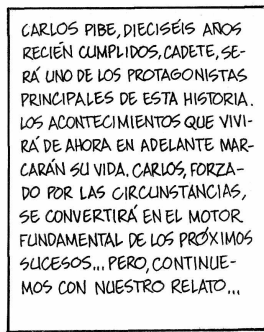 CARLOS PIBE, DIECISÉIS AÑOS
RECIÉN CUMPLIDOS, CADETE, SE-
RÁ UNO DE LOS PROTAGONISTAS
PRINCIPALES DE ESTA HISTORIA.
LOS ACONTECIMIENTOS QUE VIVI-
RÁ DE AHORA EN ADELANTE MAR-
CARÁN SU VIDA. CARLOS, FORZA-
DO POR LAS CIRCUNSTANCIAS,
SE CONVERTIRÁ EN EL MOTOR
FUNDAMENTAL DE LOS PRÓXIMOS
SUCESOS... PERO, CONTINUE-
MOS CON NUESTRO RELATO...